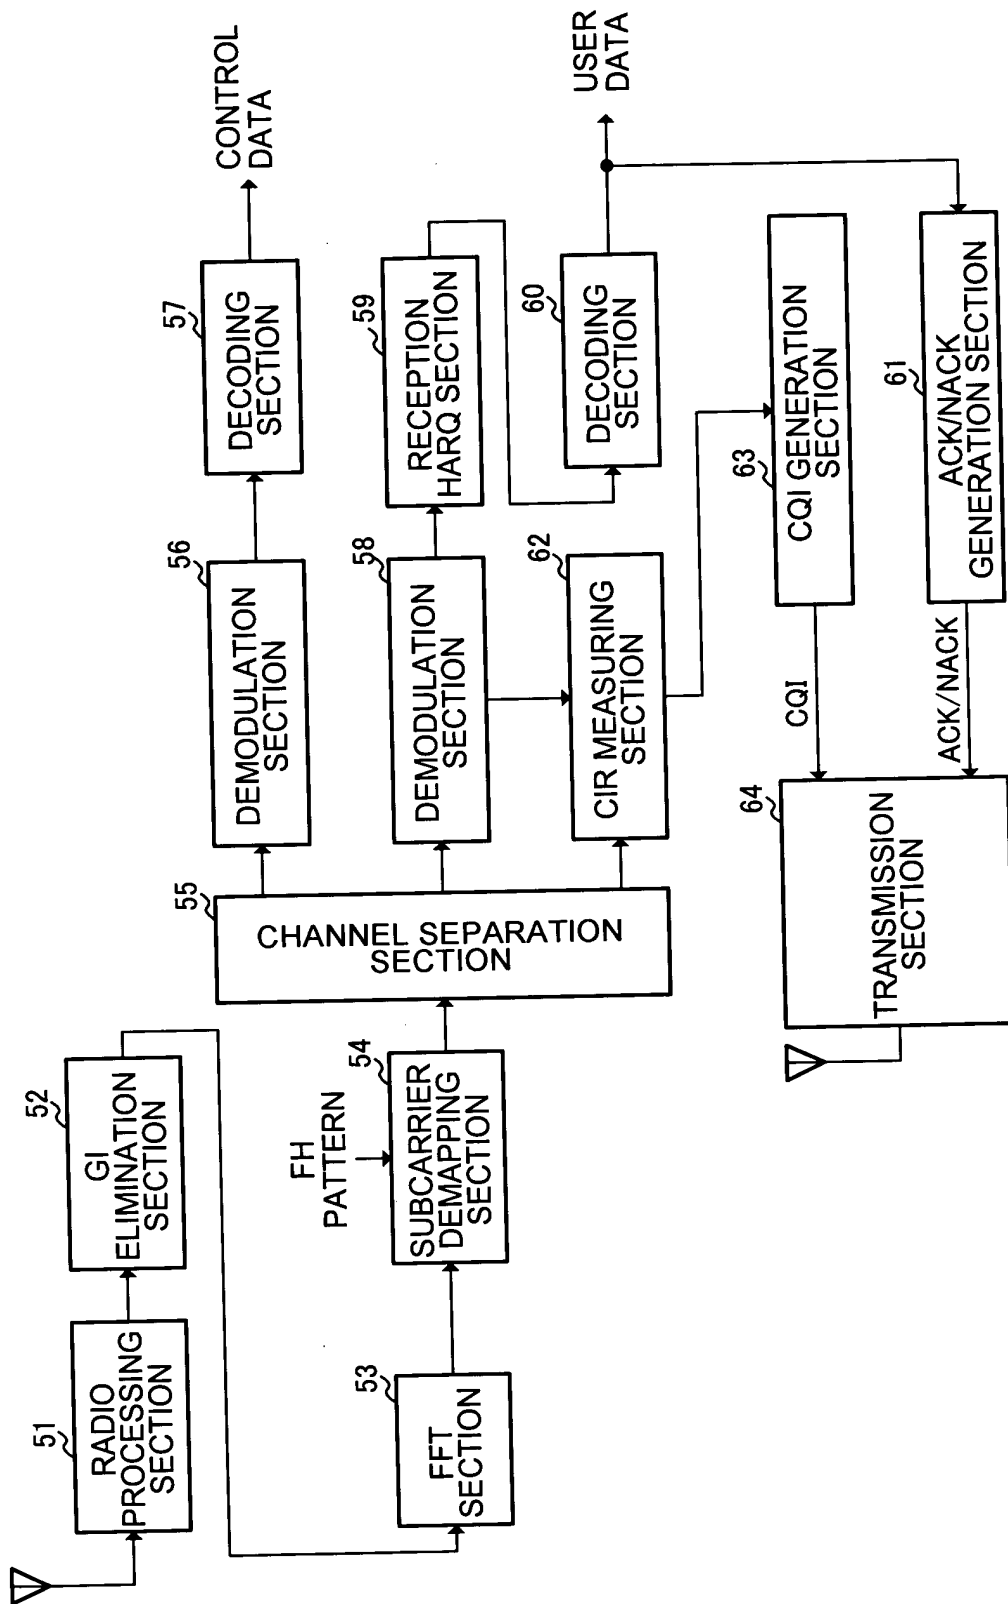 51
RADIO
PROCESSING
SECTION
52
GI
ELIMINATION
SECTION
53
FFT
SECTION
FH
PATTERN
54
SUBCARRIER
DEMAPPING
SECTION
55
CHANNEL SEPARATION
SECTION
56
DEMODULATION
SECTION
57
DECODING
SECTION
CONTROL
DATA
58
DEMODULATION
SECTION
59
RECEPTION
HARQ SECTION
60
DECODING
SECTION
USER
DATA
62
CIR MEASURING
SECTION
63
CQI GENERATION
SECTION
CQI
61
ACK/NACK
GENERATION SECTION
ACK/NACK
64
TRANSMISSION
SECTION